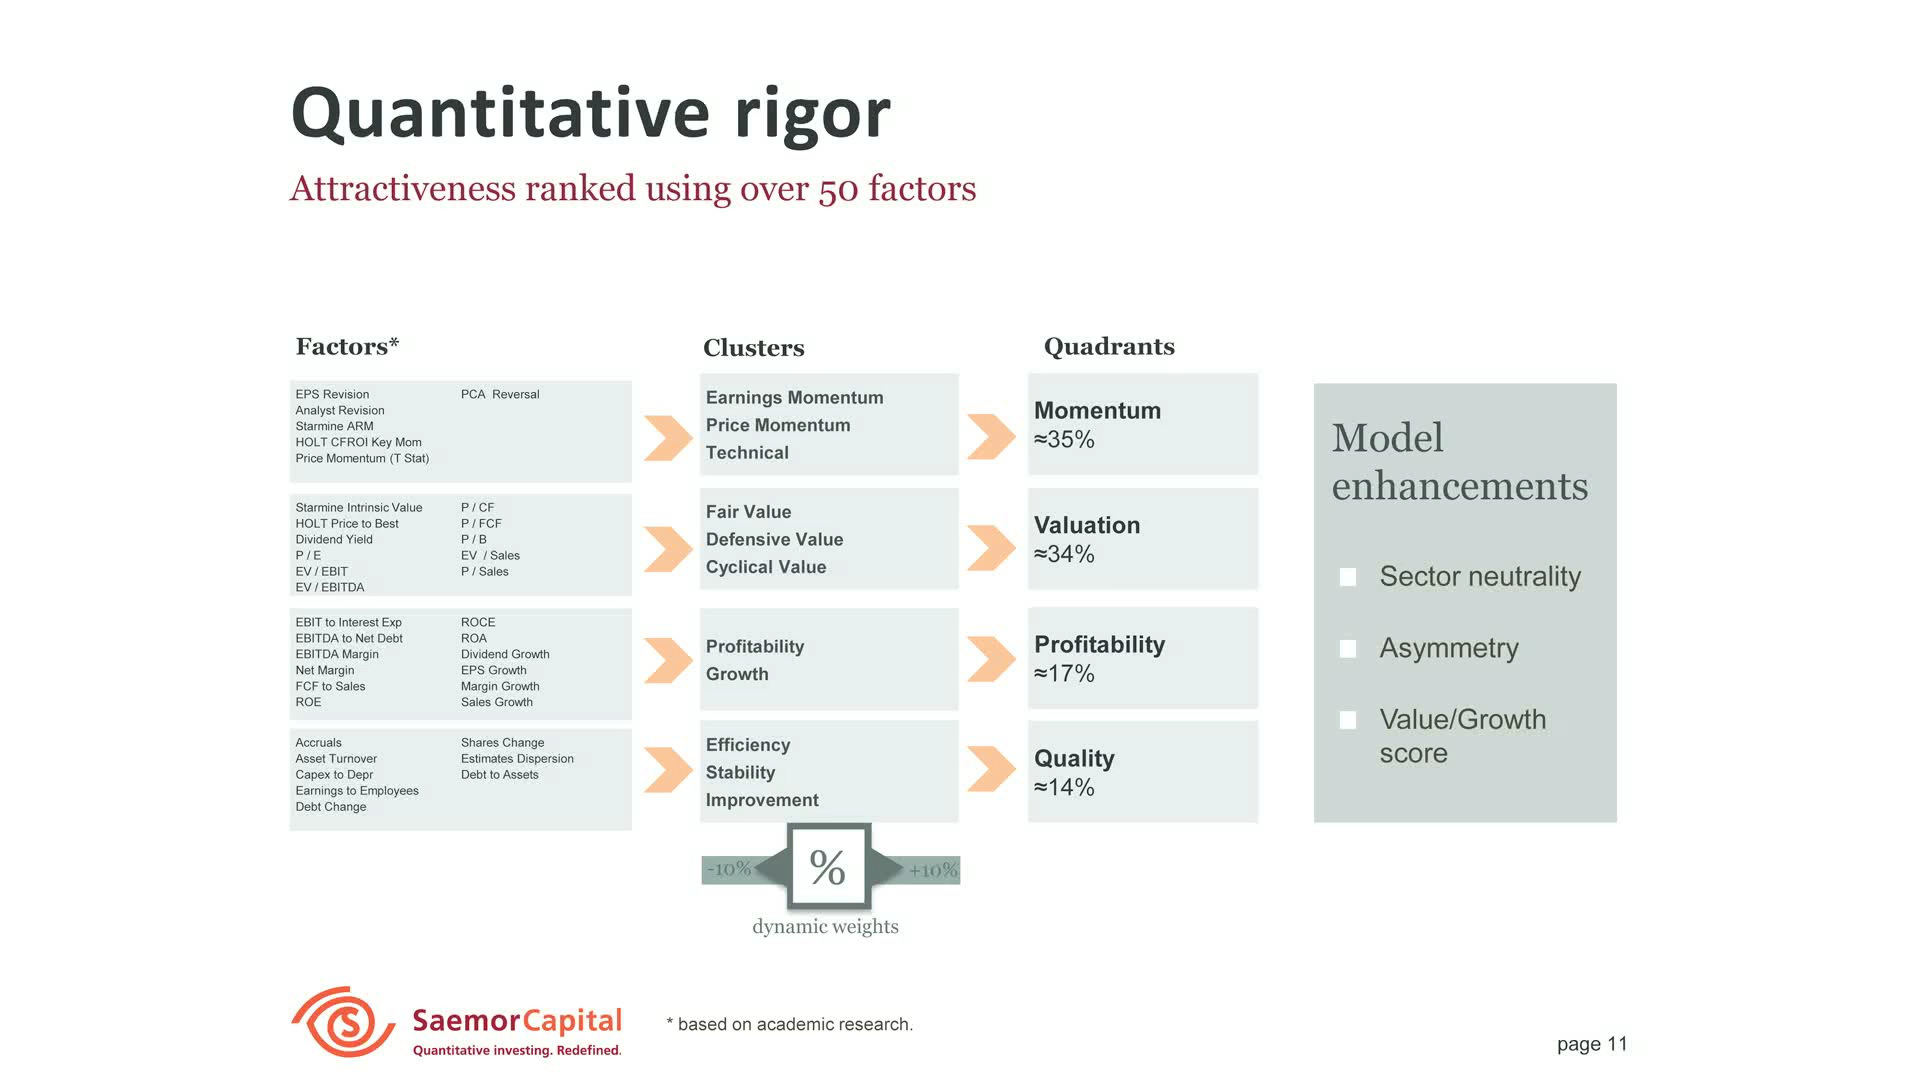 Quantitative rigor
Attractiveness ranked using over 50 factors
Factors*
EPS Revision
Analyst Revision
Starmine ARM
HOLT CFROI Key Mom
Price Momentum (T Stat)
PCA Reversal
Starmine Intrinsic Value
HOLT Price to Best
Dividend Yield
P / E
EV / EBIT
EV / EBITDA
P / CF
P / FCF
P / B
EV / Sales
P / Sales
EBIT to Interest Exp
EBITDA to Net Debt
EBITDA Margin
Net Margin
FCF to Sales
ROE
ROCE
ROA
Dividend Growth
EPS Growth
Margin Growth
Sales Growth
Accruals
Asset Turnover
Capex to Depr
Earnings to Employees
Debt Change
Shares Change
Estimates Dispersion
Debt to Assets
Clusters
Earnings Momentum
Price Momentum
Technical
Fair Value
Defensive Value
Cyclical Value
Profitability
Growth
Efficiency
Stability
Improvement
-10%
%
+10%
dynamic weights
Quadrants
Momentum
≈35%
Valuation
≈34%
Profitability
≈17%
Quality
≈14%
Model
enhancements
Sector neutrality
Asymmetry
Value/Growth
score
S
SaemorCapital
Quantitative investing. Redefined.
* based on academic research.
page 11